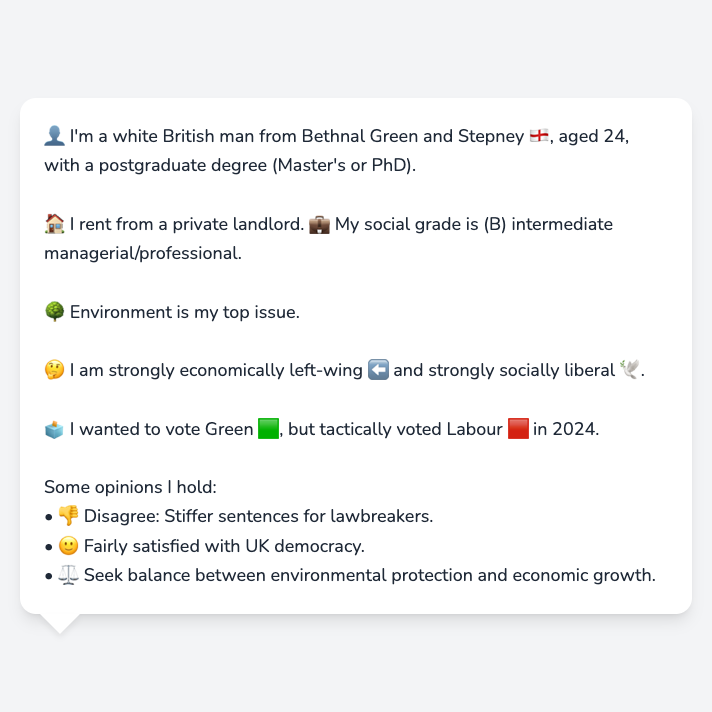 👤 I'm a white British man from Bethnal Green and Stepney 🏴󠁧󠁢󠁥󠁮󠁧󠁿, aged 24,
with a postgraduate degree (Master's or PhD).
🏠 I rent from a private landlord. 💼 My social grade is (B) intermediate
managerial/professional.
🌳 Environment is my top issue.
🤔 I am strongly economically left-wing ⬅️ and strongly socially liberal 🕊️.
🗳️ I wanted to vote Green 🟩, but tactically voted Labour 🟥 in 2024.
Some opinions I hold:
• 👎 Disagree: Stiffer sentences for lawbreakers.
• 🙂 Fairly satisfied with UK democracy.
• ⚖️ Seek balance between environmental protection and economic growth.